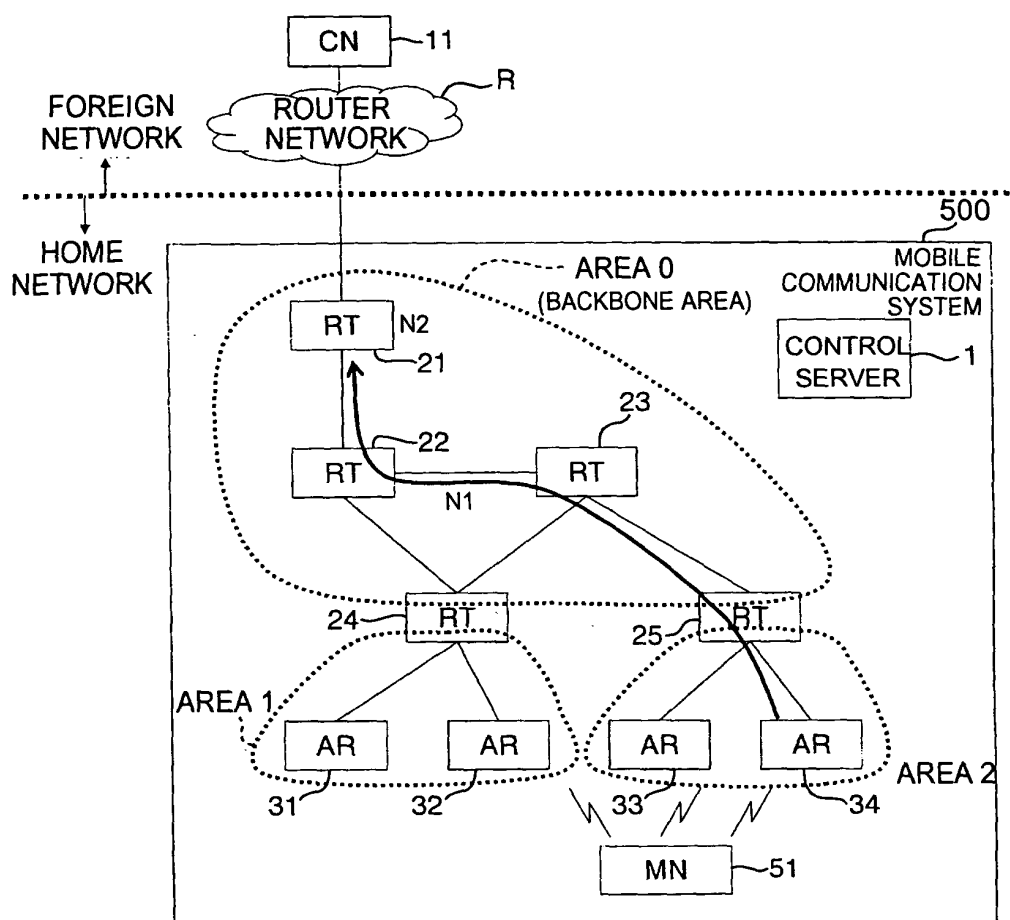 CN
11
R
ROUTER
NETWORK
FOREIGN
NETWORK
HOME
NETWORK
500
MOBILE
COMMUNICATION
SYSTEM
AREA 0
(BACKBONE AREA)
CONTROL
SERVER
1
RT
N2
21
22
23
RT
RT
N1
24
RT
25
RT
AREA 1
AR
AR
AR
AR
AREA 2
31
32
33
34
MN
51